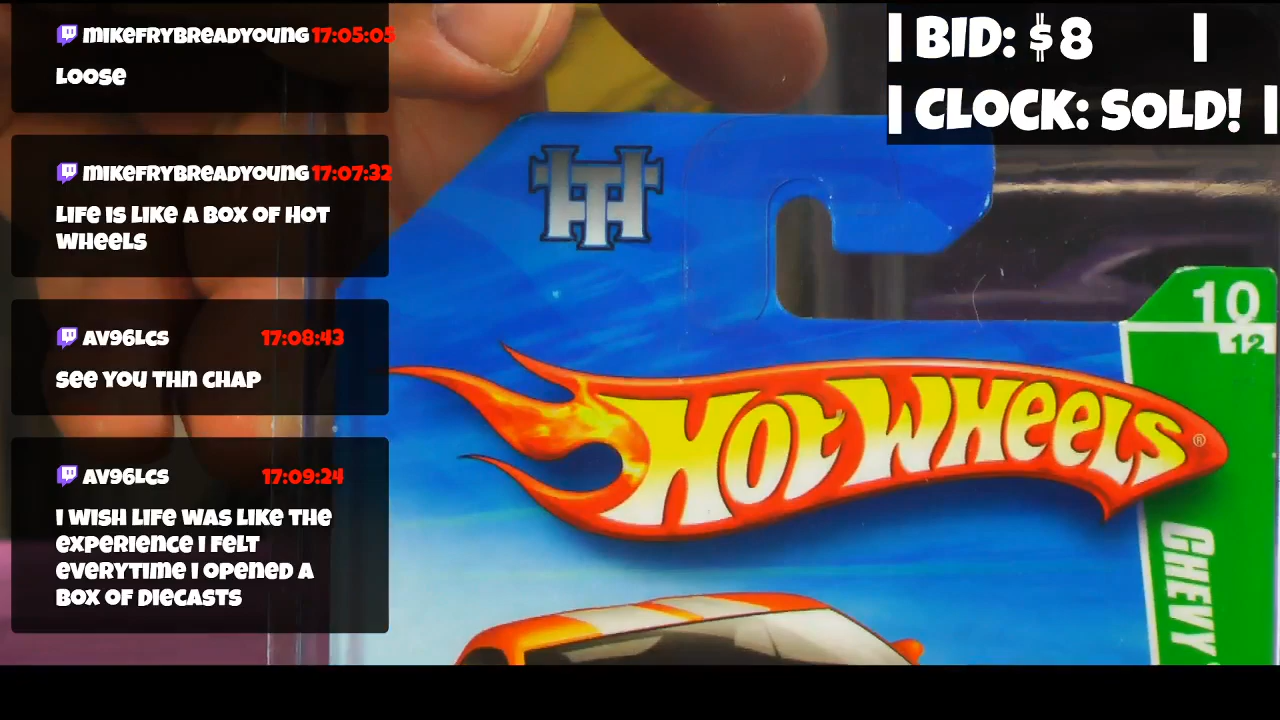 mikefrybreadyoung 17:05:05
Loose
mikefrybreadyoung 17:07:32
Life is like a box of hot
wheels
av96lcs 17:08:43
see you thn chap
av96lcs 17:09:24
I wish life was like the
experience I felt
everytime I opened a
box of diecasts
| BID: $8 |
| CLOCK: SOLD! |
TH
10
12
Hot Wheels ®
CHEVY